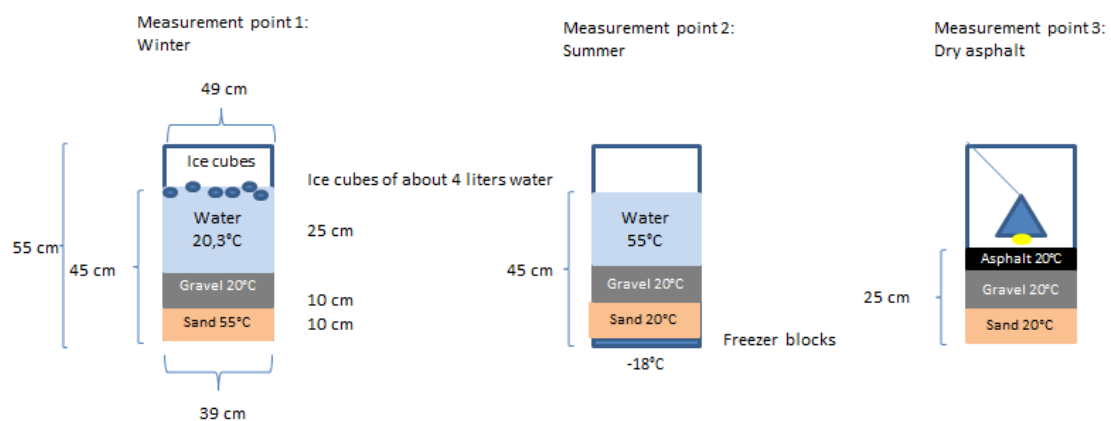 Measurement point 1:
Winter
49 cm
Ice cubes
Ice cubes of about 4 liters water
Water
20,3°C
25 cm
55 cm
45 cm
Gravel 20°C
10 cm
Sand 55°C
10 cm
39 cm
Measurement point 2:
Summer
Water
55°C
45 cm
Gravel 20°C
Sand 20°C
Freezer blocks
-18°C
Measurement point 3:
Dry asphalt
Asphalt 20°C
25 cm
Gravel 20°C
Sand 20°C